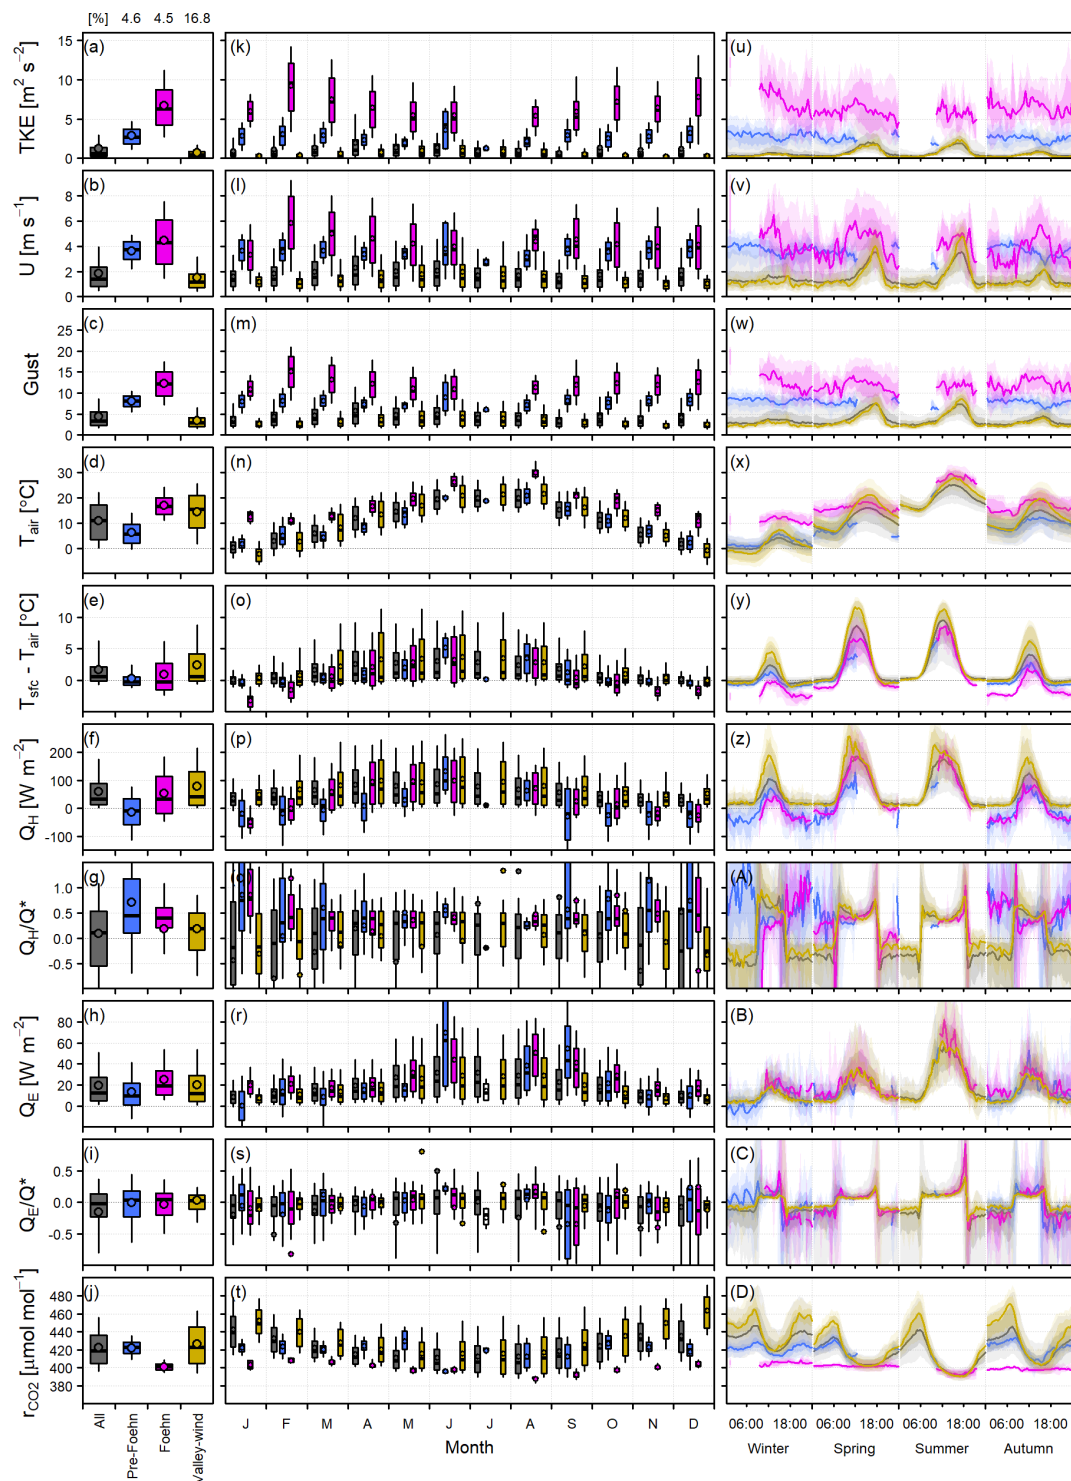 [%] 4.6 4.5 16.8
(a) (k) (u)
TKE [m² s⁻²]
15
10
5
0
(b) (l) (v)
U [m s⁻¹]
8
6
4
2
0
(c) (m) (w)
Gust
25
20
15
10
5
0
(d) (n) (x)
T_air [°C]
30
20
10
0
(e) (o) (y)
T_sfc - T_air [°C]
10
5
0
(f) (p) (z)
Q_H [W m⁻²]
200
100
0
-100
(g) (A)
Q_H/Q*
1.0
0.5
0.0
-0.5
(h) (r) (B)
Q_E [W m⁻²]
80
60
40
20
0
(i) (s) (C)
Q_E/Q*
0.5
0.0
-0.5
(j) (t) (D)
r_CO2 [μmol mol⁻¹]
480
460
440
420
400
380
All Pre-Foehn Foehn Valley-wind
J F M A M J J A S O N D
Month
06:00 18:00 06:00 18:00 06:00 18:00 06:00 18:00
Winter Spring Summer Autumn